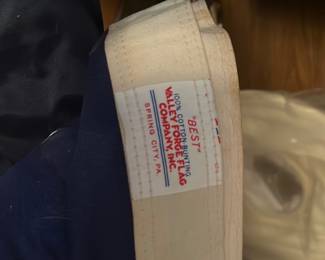 "BEST"
100% COTTON BUNTING
VALLEY FORGE FLAG
COMPANY, INC.
SPRING CITY, PA.